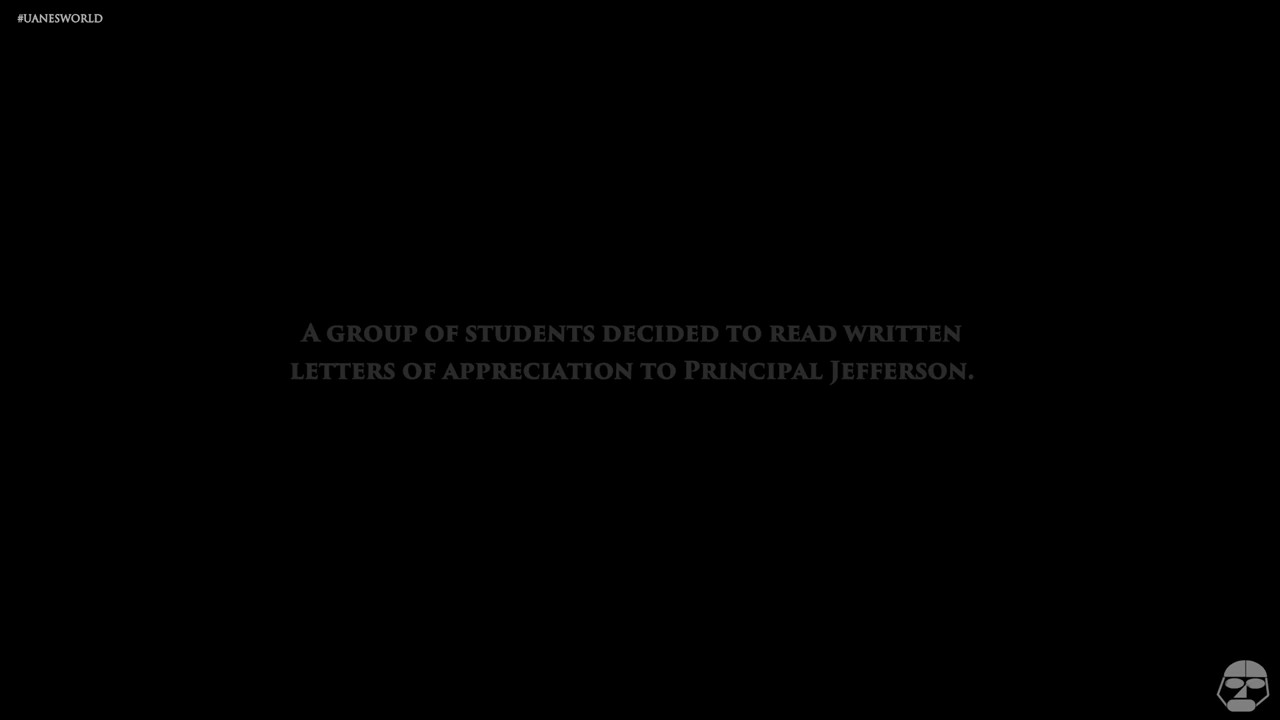 #UANESWORLD
A GROUP OF STUDENTS DECIDED TO READ WRITTEN
LETTERS OF APPRECIATION TO PRINCIPAL JEFFERSON.